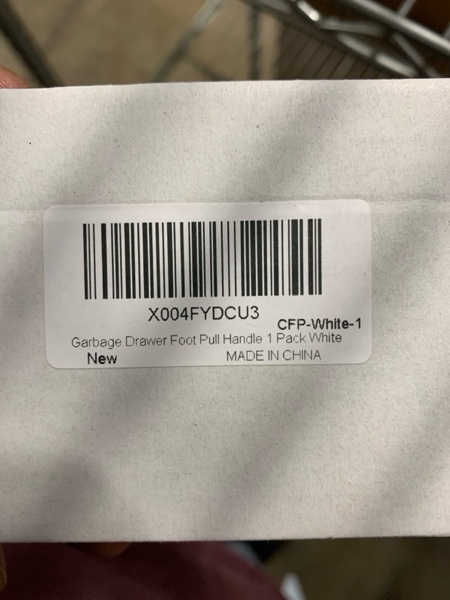 X004FYDCU3
CFP-White-1
Garbage Drawer Foot Pull Handle 1 Pack White
New MADE IN CHINA